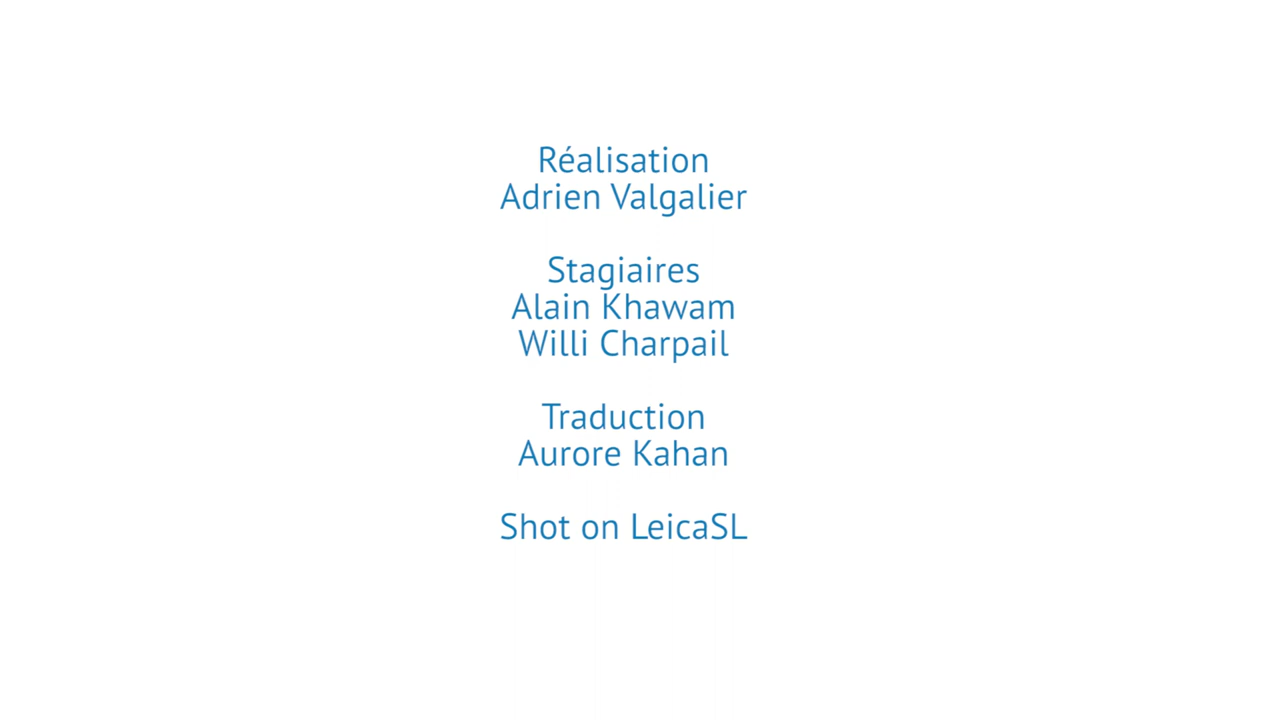 Réalisation
Adrien Valgalier
Stagiaires
Alain Khawam
Willi Charpail
Traduction
Aurore Kahan
Shot on LeicaSL